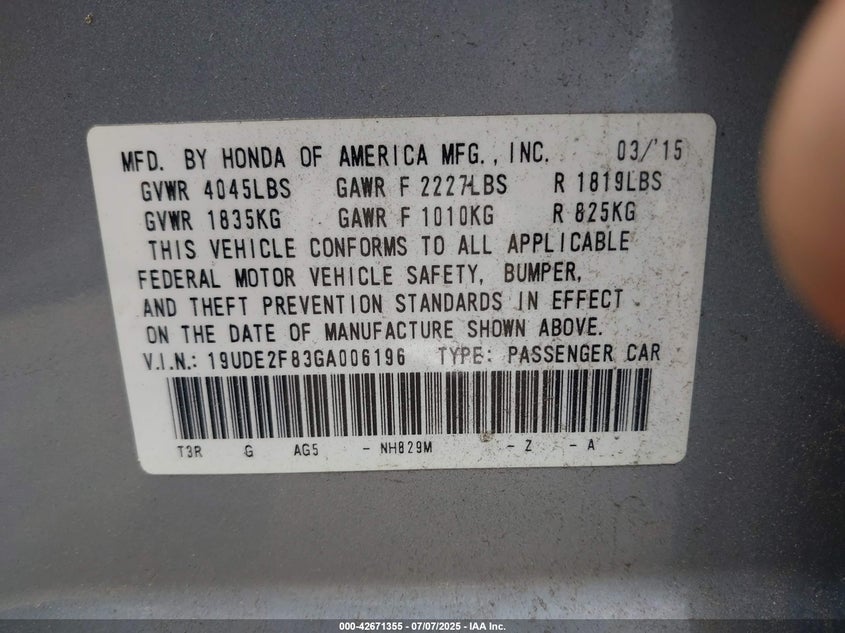 MFD. BY HONDA OF AMERICA MFG., INC. 03/'15
GVWR 4045LBS GAWR F 2227LBS R 1819LBS
GVWR 1835KG GAWR F 1010KG R 825KG
THIS VEHICLE CONFORMS TO ALL APPLICABLE
FEDERAL MOTOR VEHICLE SAFETY, BUMPER,
AND THEFT PREVENTION STANDARDS IN EFFECT
ON THE DATE OF MANUFACTURE SHOWN ABOVE.
V.I.N.: 19UDE2F83GA006196 TYPE: PASSENGER CAR
T3R G AG5 - NH829M - Z - A
000-42671355 / 07/07/2025 - IAA Inc.